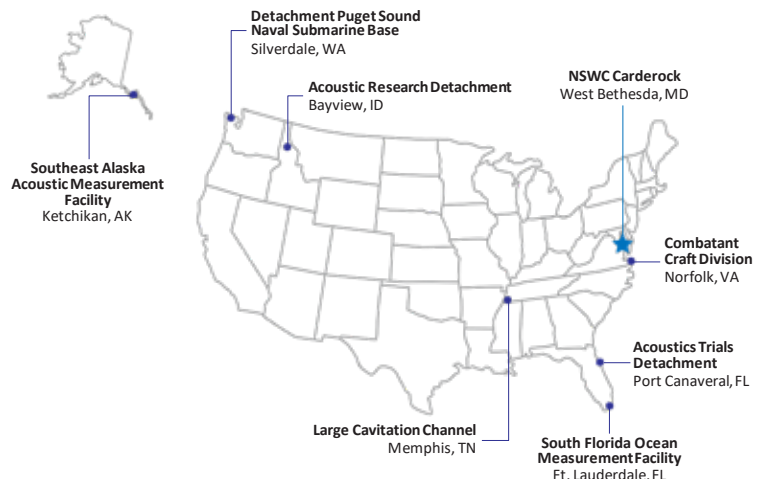 Detachment Puget Sound
Naval Submarine Base
Silverdale, WA
Acoustic Research Detachment
Bayview, ID
NSWC Carderock
West Bethesda, MD
Southeast Alaska
Acoustic Measurement
Facility
Ketchikan, AK
Combatant
Craft Division
Norfolk, VA
Acoustics Trials
Detachment
Port Canaveral, FL
Large Cavitation Channel
Memphis, TN
South Florida Ocean
Measurement Facility
Ft. Lauderdale, FL